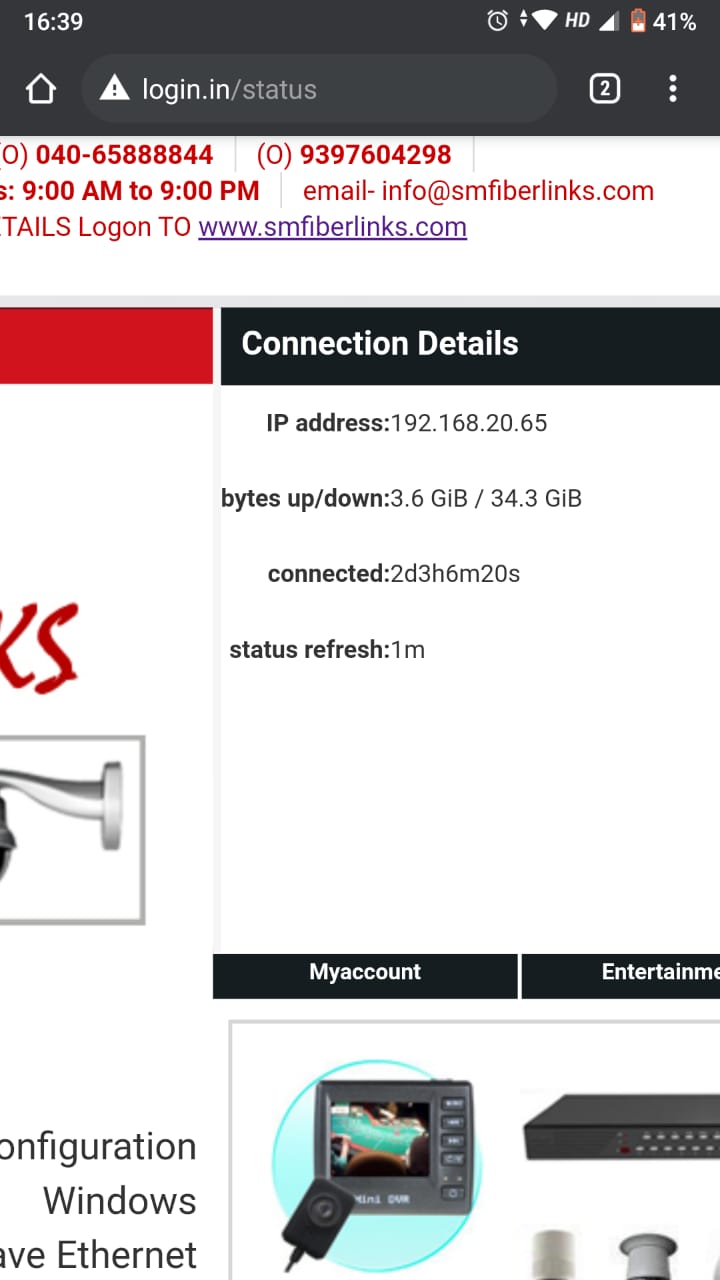 16:39 HD 41%
login.in/status 2
O) 040-65888844 (O) 9397604298
s: 9:00 AM to 9:00 PM email- info@smfiberlinks.com
TAILS Logon TO www.smfiberlinks.com
Connection Details
IP address:192.168.20.65
bytes up/down:3.6 GiB / 34.3 GiB
connected:2d3h6m20s
status refresh:1m
KS
Myaccount Entertainme
Mini DVR
onfiguration
Windows
ave Ethernet